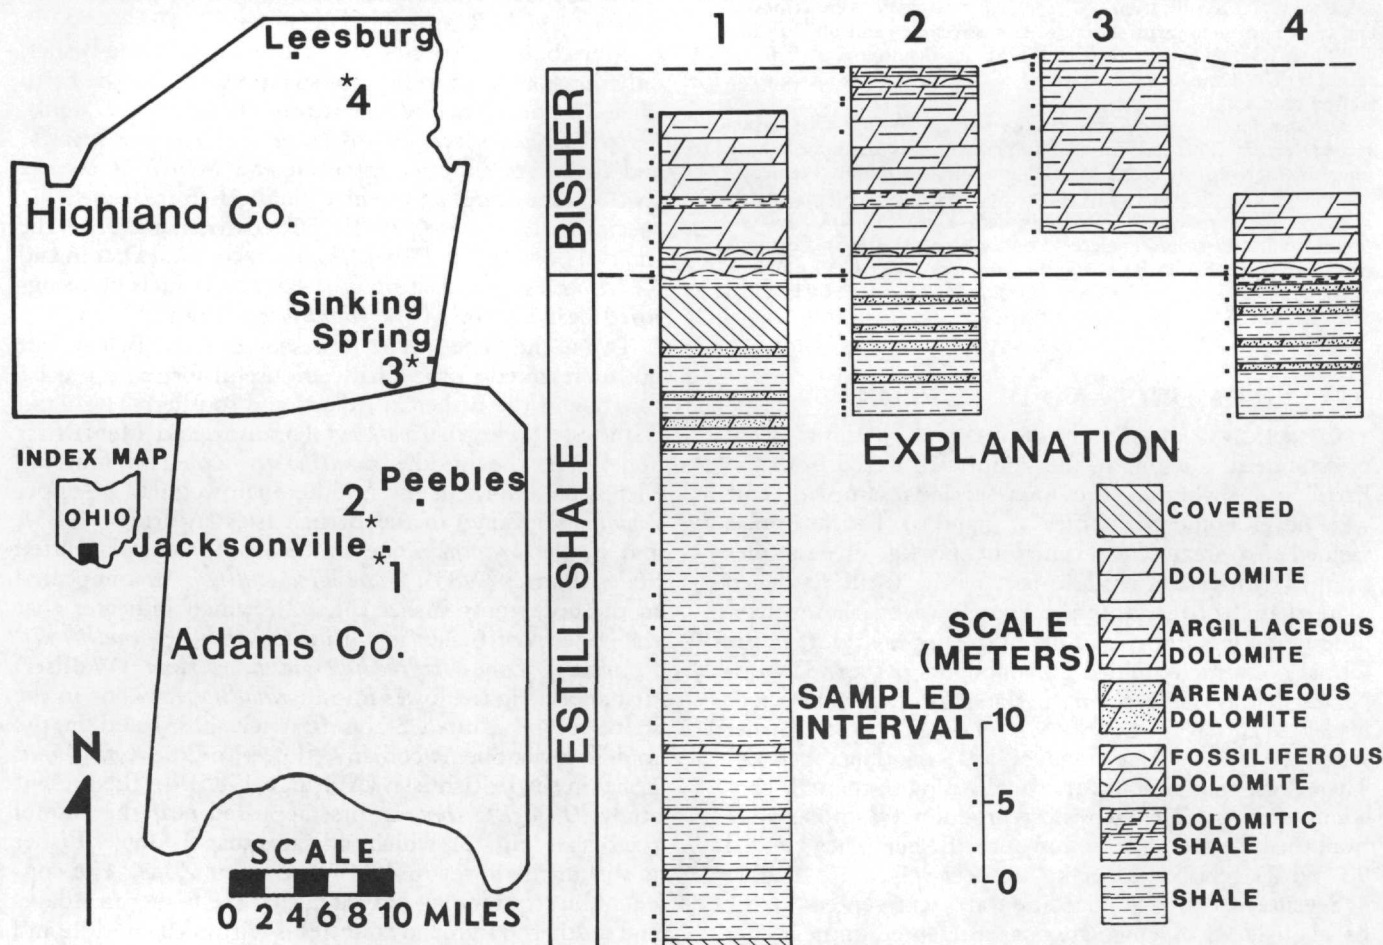 Leesburg
*4
Highland Co.
Sinking
Spring
3*
INDEX MAP
OHIO
Peebles
2*
Jacksonville
*1
Adams Co.
N
SCALE
0 2 4 6 8 10 MILES
1
2
3
4
BISHER
ESTILL SHALE
EXPLANATION
COVERED
DOLOMITE
ARGILLACEOUS
DOLOMITE
ARENACEOUS
DOLOMITE
FOSSILIFEROUS
DOLOMITE
DOLOMITIC
SHALE
SHALE
SCALE
(METERS)
SAMPLED
INTERVAL
10
5
0